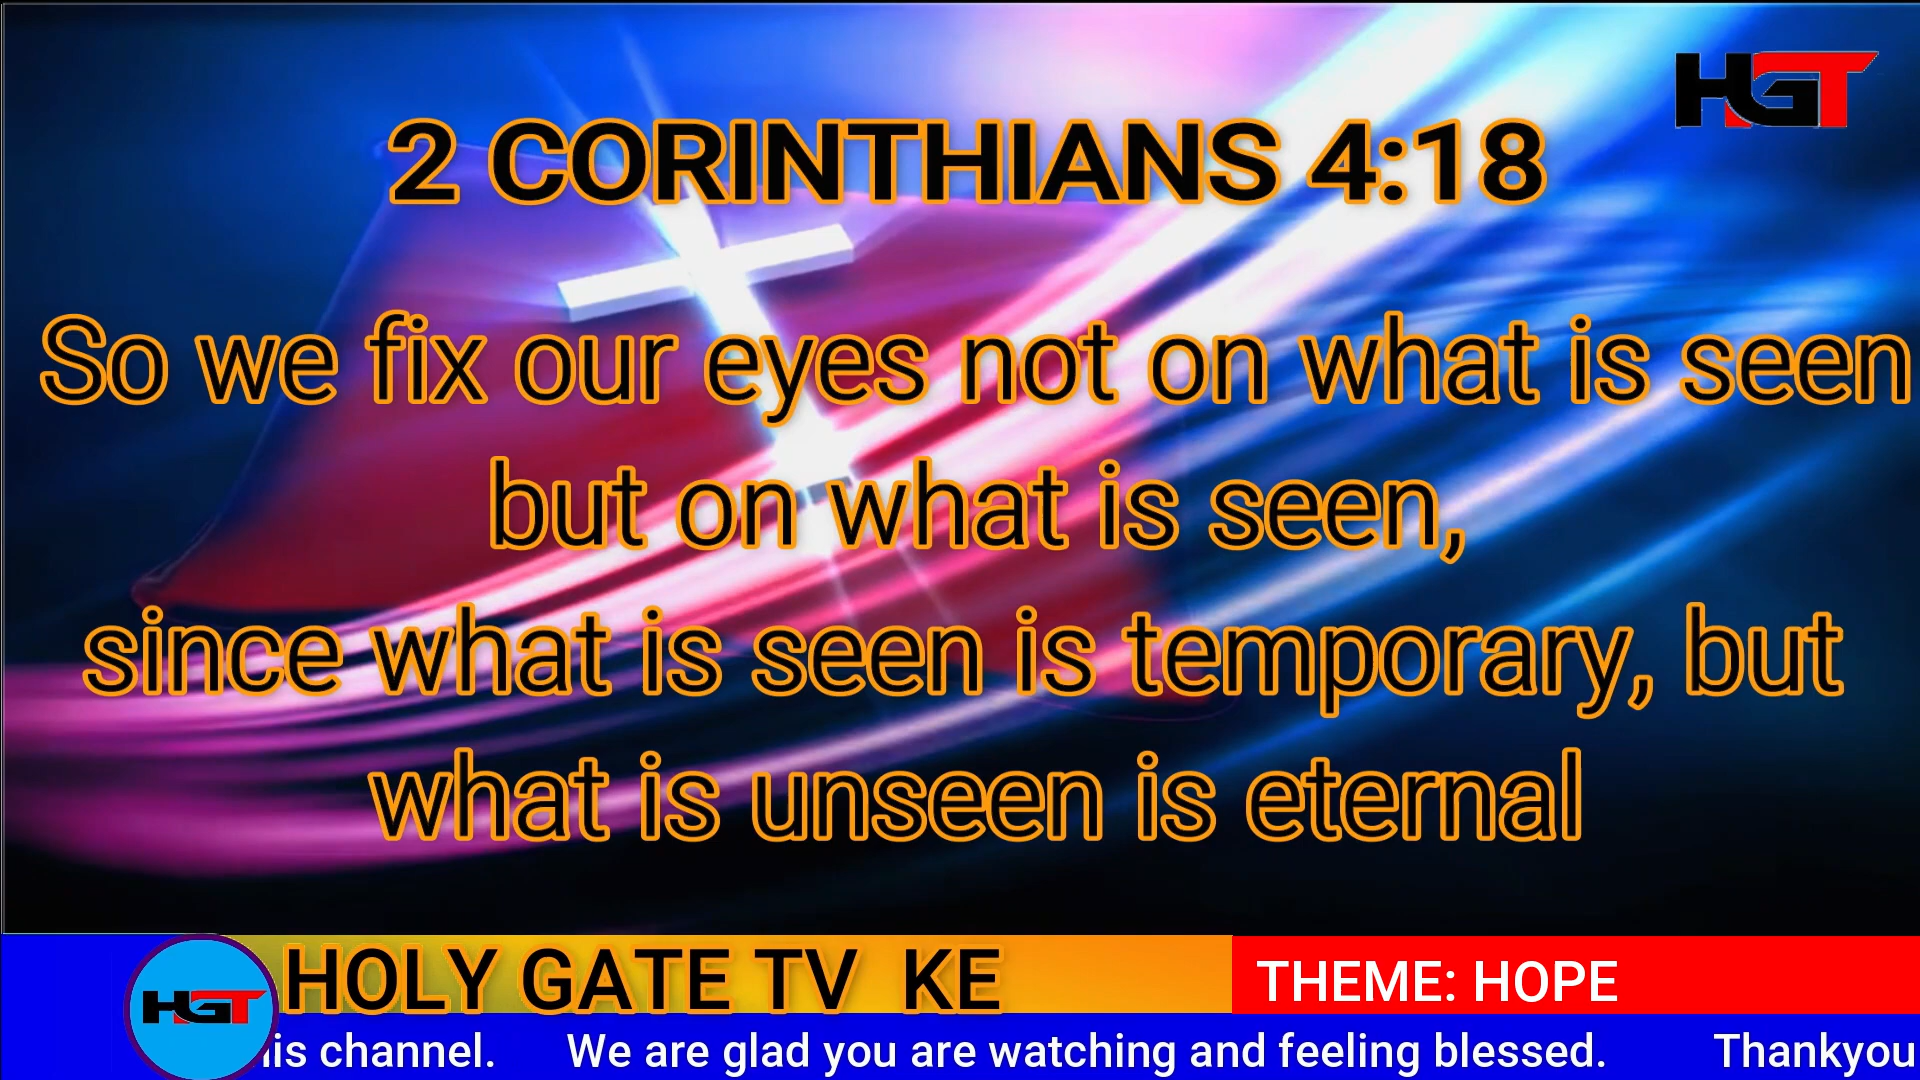 HGT
2 CORINTHIANS 4:18
So we fix our eyes not on what is seen
but on what is seen,
since what is seen is temporary, but
what is unseen is eternal
HOLY GATE TV KE
THEME: HOPE
HGT
is channel. We are glad you are watching and feeling blessed. Thankyou